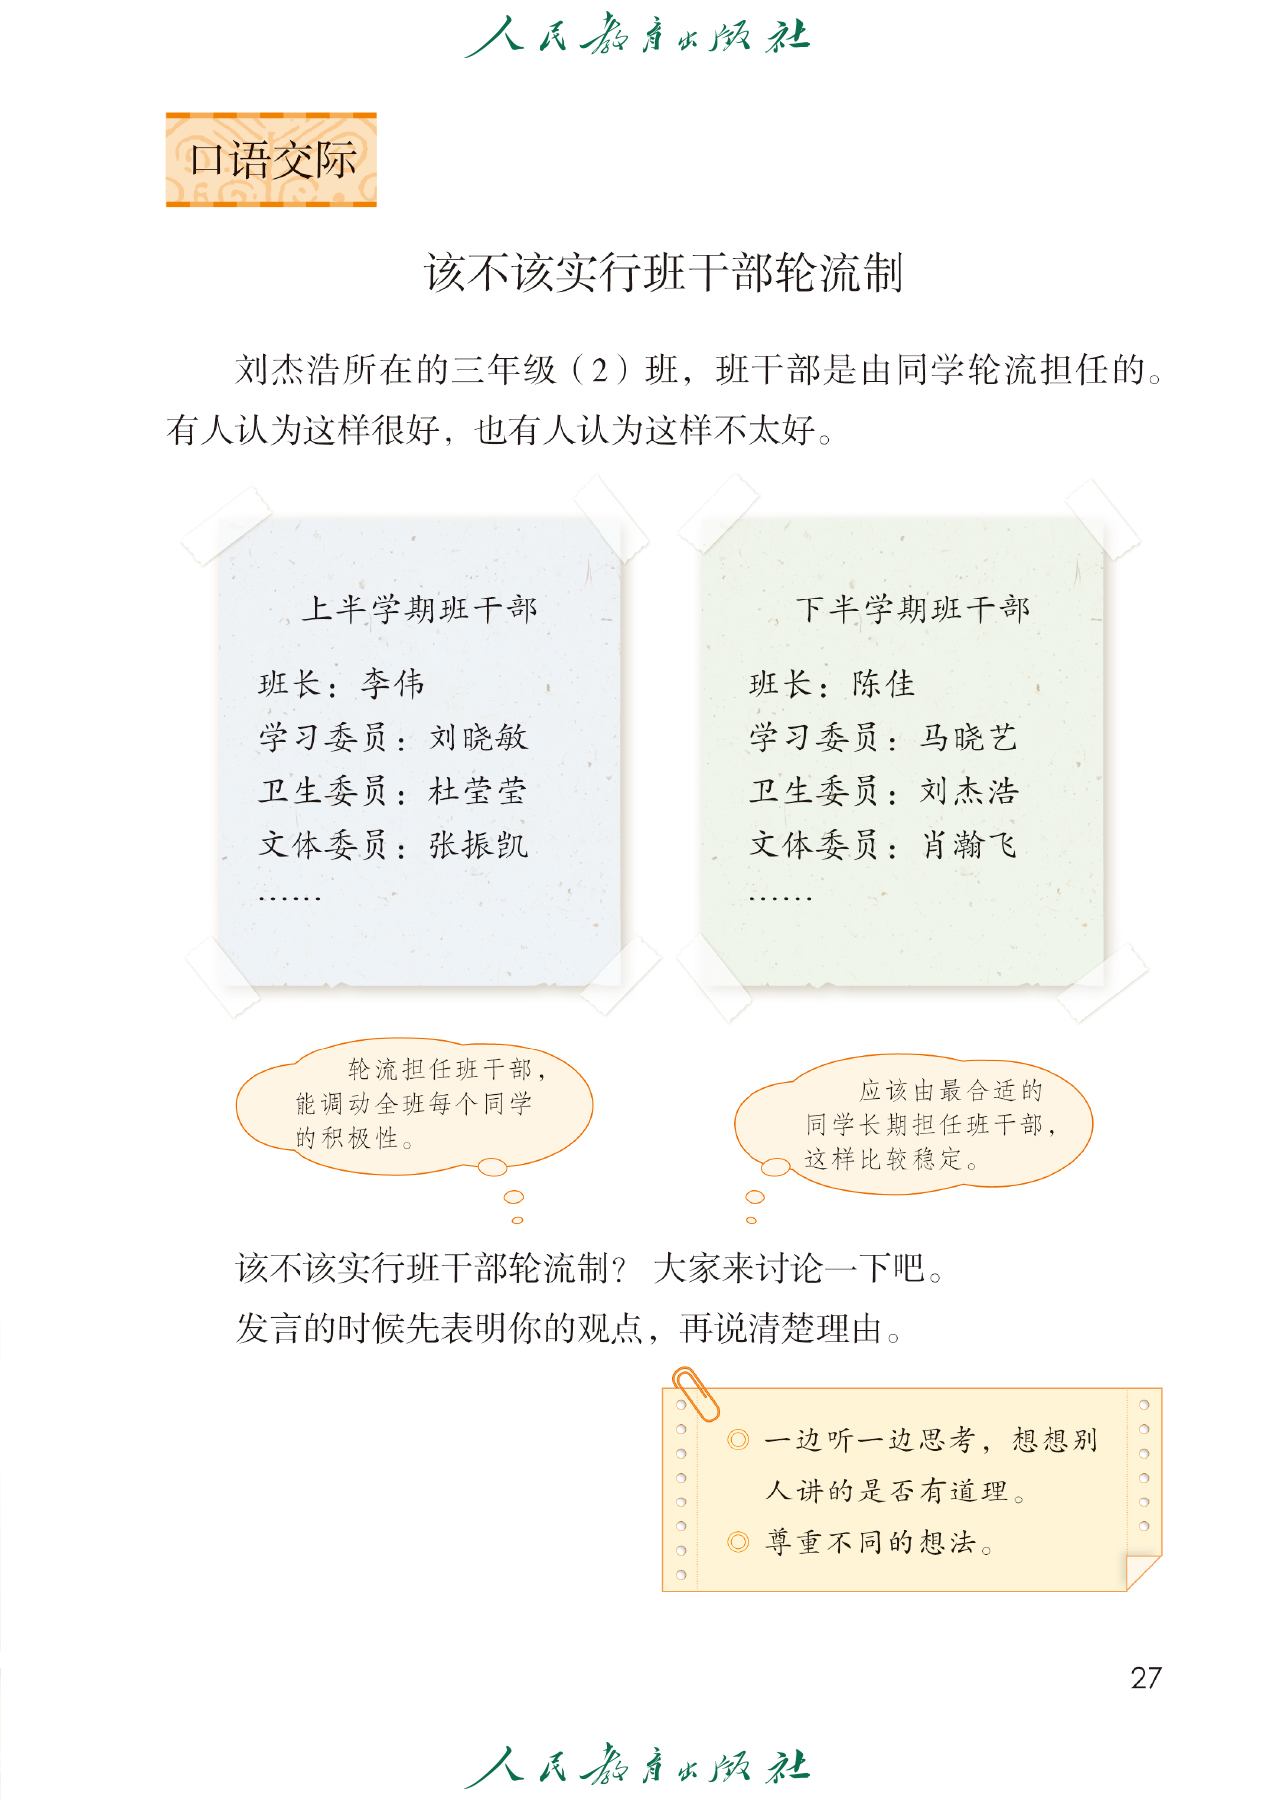 人民教育出版社
口语交际
该不该实行班干部轮流制
刘杰浩所在的三年级（2）班，班干部是由同学轮流担任的。
有人认为这样很好，也有人认为这样不太好。
上半学期班干部
班长：李伟
学习委员：刘晓敏
卫生委员：杜莹莹
文体委员：张振凯
……
下半学期班干部
班长：陈佳
学习委员：马晓艺
卫生委员：刘杰浩
文体委员：肖瀚飞
……
轮流担任班干部，
能调动全班每个同学
的积极性。
应该由最合适的
同学长期担任班干部，
这样比较稳定。
该不该实行班干部轮流制？ 大家来讨论一下吧。
发言的时候先表明你的观点，再说清楚理由。
◎ 一边听一边思考，想想别
人讲的是否有道理。
◎ 尊重不同的想法。
27
人民教育出版社